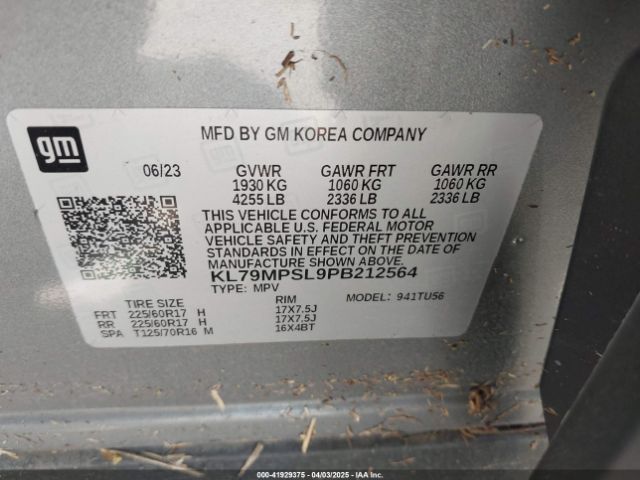 gm
MFD BY GM KOREA COMPANY
06/23 GVWR GAWR FRT GAWR RR
1930 KG 1060 KG 1060 KG
4255 LB 2336 LB 2336 LB
THIS VEHICLE CONFORMS TO ALL
APPLICABLE U.S. FEDERAL MOTOR
VEHICLE SAFETY AND THEFT PREVENTION
STANDARDS IN EFFECT ON THE DATE OF
MANUFACTURE SHOWN ABOVE.
KL79MPSL9PB212564
TYPE: MPV MODEL: 941TU56
TIRE SIZE RIM
FRT 225/60R17 H 17X7.5J
RR 225/60R17 H 17X7.5J
SPA T125/70R16 M 16X4BT
000-41929375 - 04/03/2025 - IAAI.COM